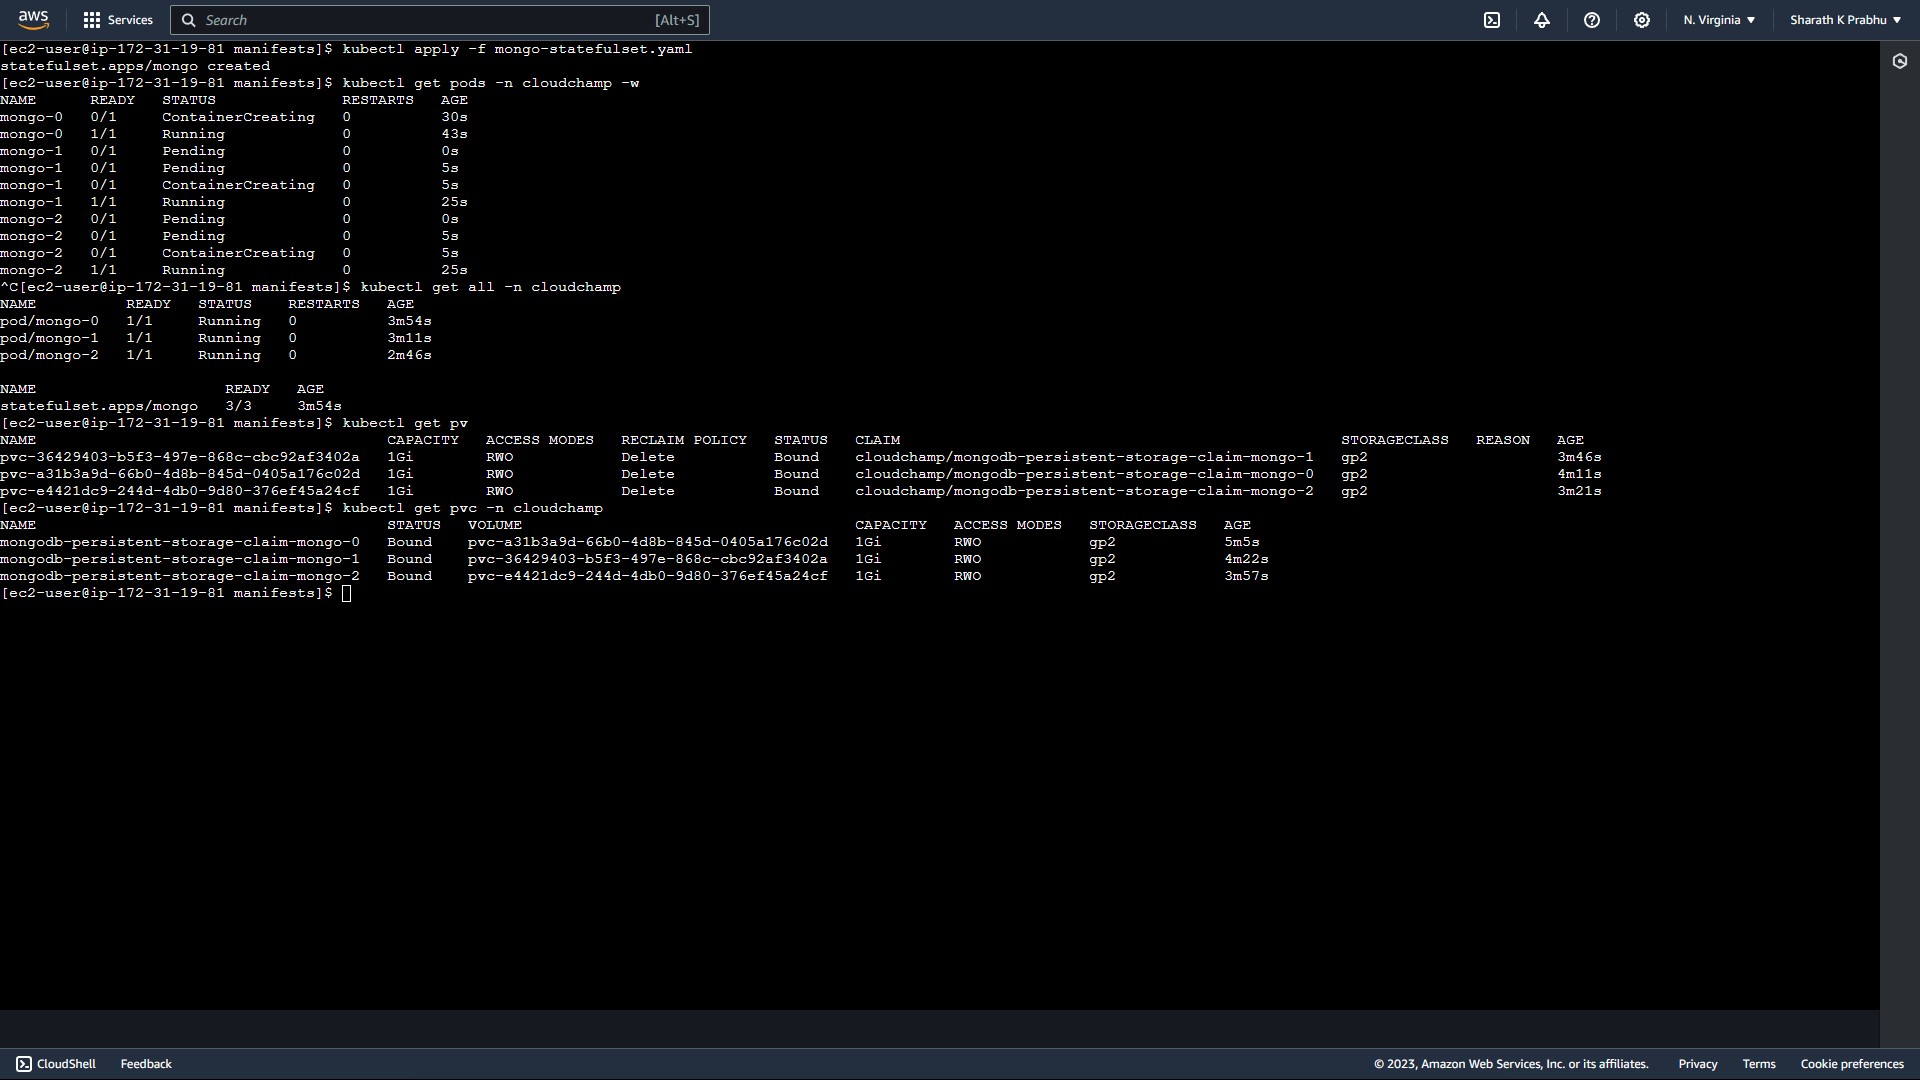 aws Services Search [Alt+S] N. Virginia ▼ Sharath K Prabhu ▼
[ec2-user@ip-172-31-19-81 manifests]$ kubectl apply -f mongo-statefulset.yaml
statefulset.apps/mongo created
[ec2-user@ip-172-31-19-81 manifests]$ kubectl get pods -n cloudchamp -w
NAME READY STATUS RESTARTS AGE
mongo-0 0/1 ContainerCreating 0 30s
mongo-0 1/1 Running 0 43s
mongo-1 0/1 Pending 0 0s
mongo-1 0/1 Pending 0 5s
mongo-1 0/1 ContainerCreating 0 5s
mongo-1 1/1 Running 0 25s
mongo-2 0/1 Pending 0 0s
mongo-2 0/1 Pending 0 5s
mongo-2 0/1 ContainerCreating 0 5s
mongo-2 1/1 Running 0 25s
^C[ec2-user@ip-172-31-19-81 manifests]$ kubectl get all -n cloudchamp
NAME READY STATUS RESTARTS AGE
pod/mongo-0 1/1 Running 0 3m54s
pod/mongo-1 1/1 Running 0 3m11s
pod/mongo-2 1/1 Running 0 2m46s
NAME READY AGE
statefulset.apps/mongo 3/3 3m54s
[ec2-user@ip-172-31-19-81 manifests]$ kubectl get pv
NAME CAPACITY ACCESS MODES RECLAIM POLICY STATUS CLAIM STORAGECLASS REASON AGE
pvc-36429403-b5f3-497e-868c-cbc92af3402a 1Gi RWO Delete Bound cloudchamp/mongodb-persistent-storage-claim-mongo-1 gp2 3m46s
pvc-a31b3a9d-66b0-4d8b-845d-0405a176c02d 1Gi RWO Delete Bound cloudchamp/mongodb-persistent-storage-claim-mongo-0 gp2 4m11s
pvc-e4421dc9-244d-4db0-9d80-376ef45a24cf 1Gi RWO Delete Bound cloudchamp/mongodb-persistent-storage-claim-mongo-2 gp2 3m21s
[ec2-user@ip-172-31-19-81 manifests]$ kubectl get pvc -n cloudchamp
NAME STATUS VOLUME CAPACITY ACCESS MODES STORAGECLASS AGE
mongodb-persistent-storage-claim-mongo-0 Bound pvc-a31b3a9d-66b0-4d8b-845d-0405a176c02d 1Gi RWO gp2 5m5s
mongodb-persistent-storage-claim-mongo-1 Bound pvc-36429403-b5f3-497e-868c-cbc92af3402a 1Gi RWO gp2 4m22s
mongodb-persistent-storage-claim-mongo-2 Bound pvc-e4421dc9-244d-4db0-9d80-376ef45a24cf 1Gi RWO gp2 3m57s
[ec2-user@ip-172-31-19-81 manifests]$
CloudShell Feedback © 2023, Amazon Web Services, Inc. or its affiliates. Privacy Terms Cookie preferences